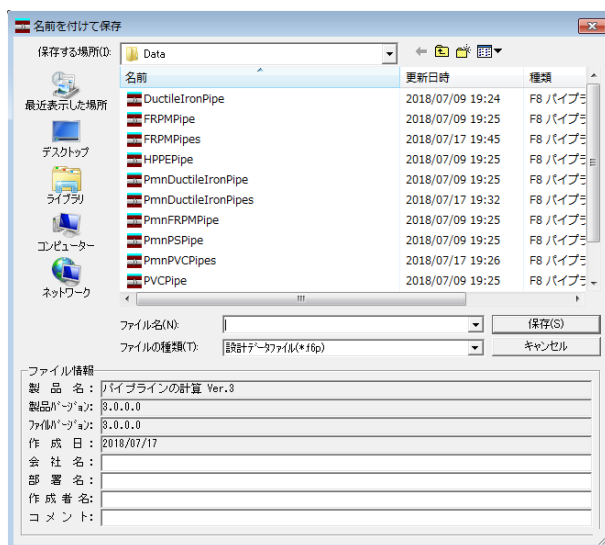 名前を付けて保存
保存する場所(I): Data
名前 更新日時 種類
DuctileIronPipe 2018/07/09 19:24 F8 パイプラ
FRPMPipe 2018/07/09 19:25 F8 パイプラ
FRPMPipes 2018/07/17 19:45 F8 パイプラ
HPPEPipe 2018/07/09 19:25 F8 パイプラ
PmnDuctileIronPipe 2018/07/09 19:25 F8 パイプラ
PmnDuctileIronPipes 2018/07/17 19:32 F8 パイプラ
PmnFRPMPipe 2018/07/09 19:25 F8 パイプラ
PmnPSPipe 2018/07/09 19:25 F8 パイプラ
PmnPVCPipes 2018/07/17 19:26 F8 パイプラ
PVCPipe 2018/07/09 19:25 F8 パイプラ
最近表示した場所
デスクトップ
ライブラリ
コンピューター
ネットワーク
ファイル名(N): 保存(S)
ファイルの種類(T): 設計データファイル(*.f6p) キャンセル
ファイル情報
製品名: パイプラインの計算 Ver.3
製品バージョン: 3.0.0.0
ファイルバージョン: 3.0.0.0
作成日: 2018/07/17
会社名:
部署名:
作成者名:
コメント: